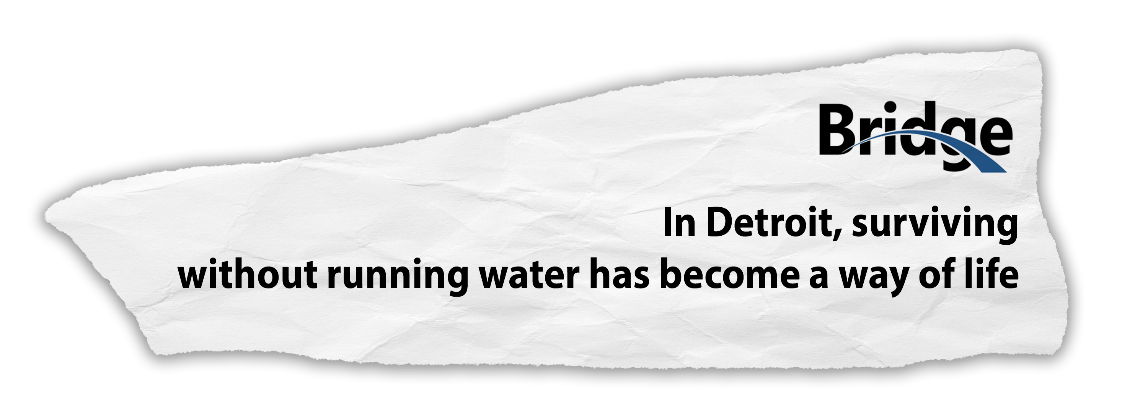 Bridge
In Detroit, surviving
without running water has become a way of life